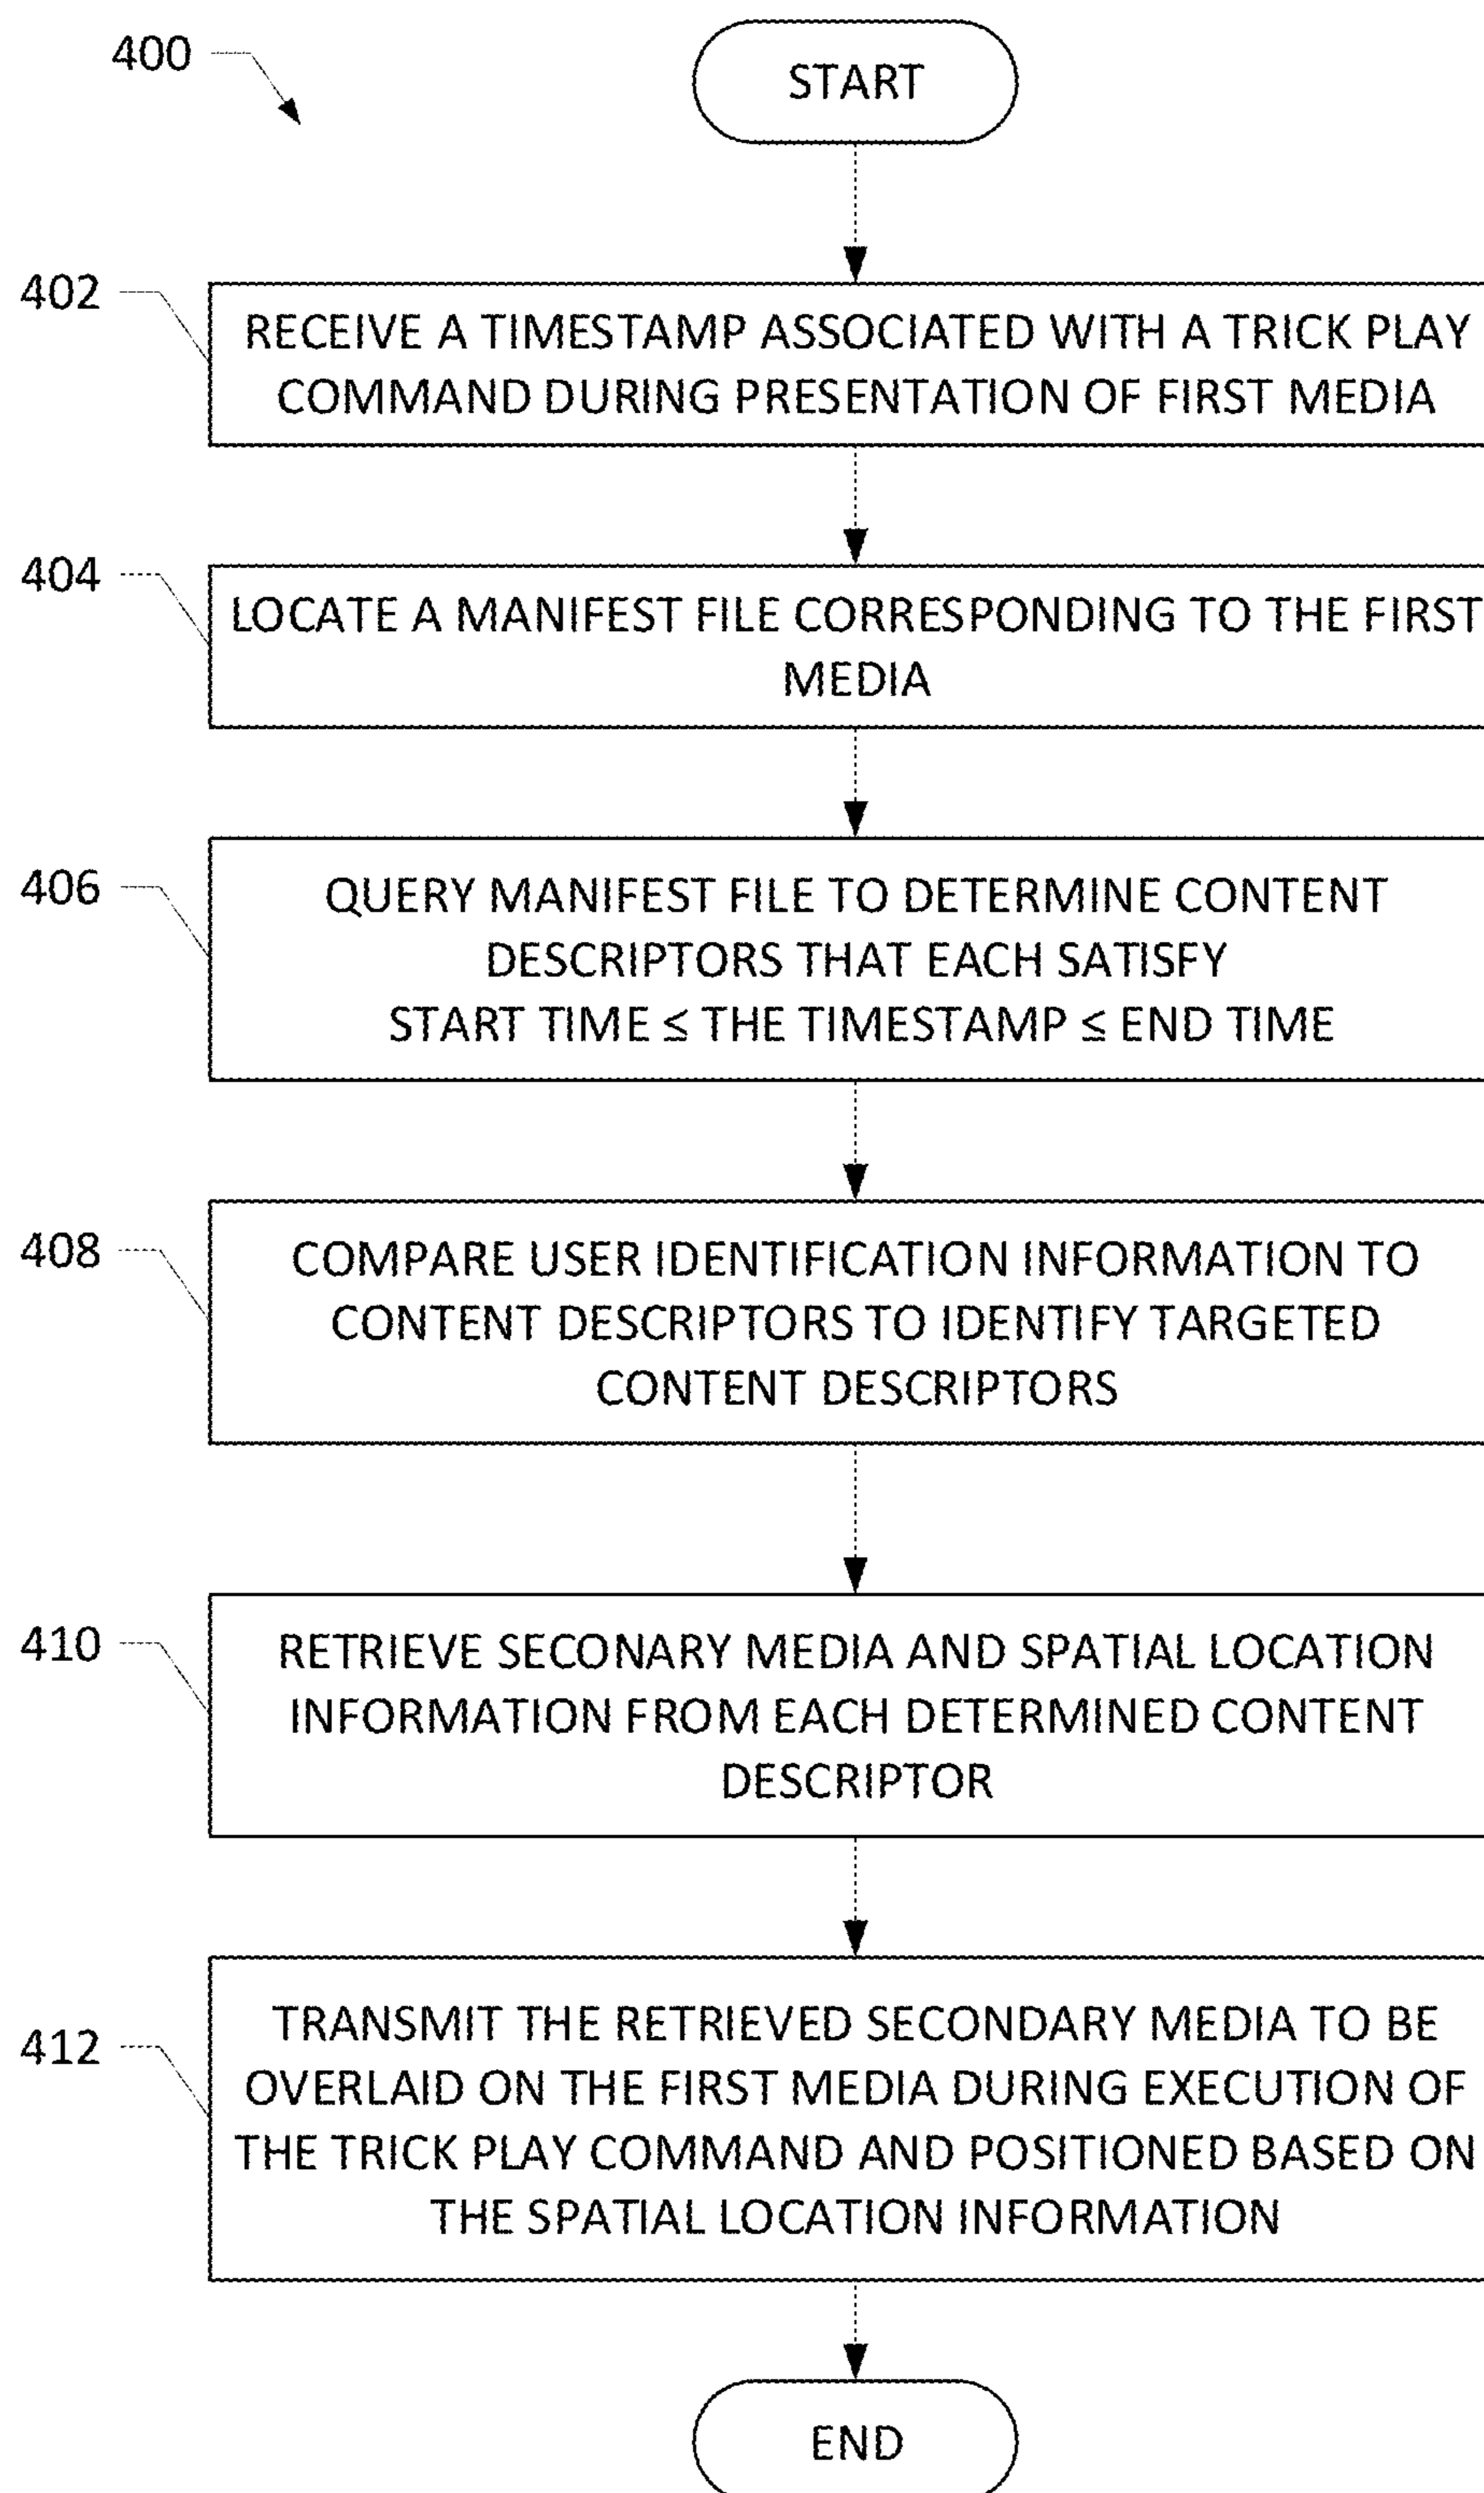 400
START
402
RECEIVE A TIMESTAMP ASSOCIATED WITH A TRICK PLAY
COMMAND DURING PRESENTATION OF FIRST MEDIA
404
LOCATE A MANIFEST FILE CORRESPONDING TO THE FIRST
MEDIA
406
QUERY MANIFEST FILE TO DETERMINE CONTENT
DESCRIPTORS THAT EACH SATISFY
START TIME ≤ THE TIMESTAMP ≤ END TIME
408
COMPARE USER IDENTIFICATION INFORMATION TO
CONTENT DESCRIPTORS TO IDENTIFY TARGETED
CONTENT DESCRIPTORS
410
RETRIEVE SECONARY MEDIA AND SPATIAL LOCATION
INFORMATION FROM EACH DETERMINED CONTENT
DESCRIPTOR
412
TRANSMIT THE RETRIEVED SECONDARY MEDIA TO BE
OVERLAID ON THE FIRST MEDIA DURING EXECUTION OF
THE TRICK PLAY COMMAND AND POSITIONED BASED ON
THE SPATIAL LOCATION INFORMATION
END